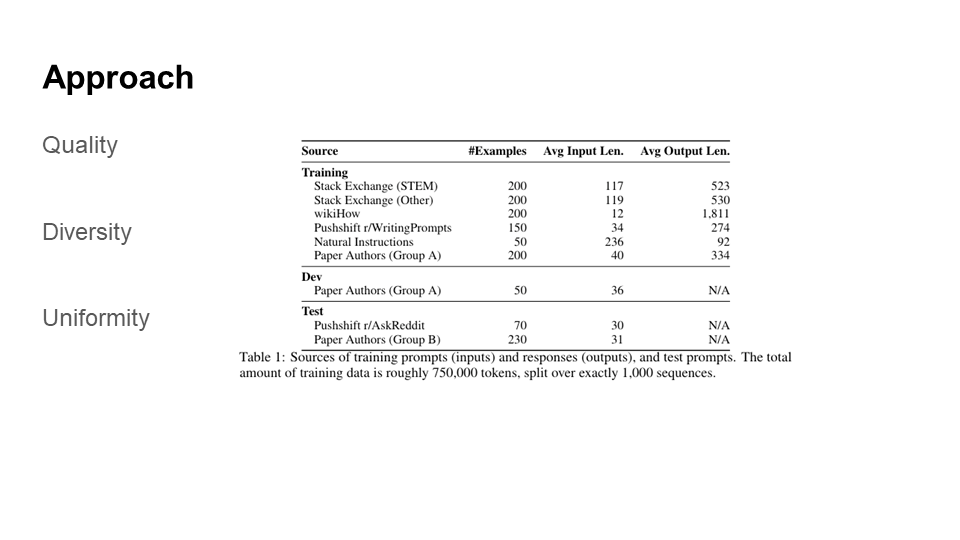 Approach
Quality
Diversity
Uniformity
Source #Examples Avg Input Len. Avg Output Len.
Training
Stack Exchange (STEM) 200 117 523
Stack Exchange (Other) 200 119 530
wikiHow 200 12 1,811
Pushshift r/WritingPrompts 150 34 274
Natural Instructions 50 236 92
Paper Authors (Group A) 200 40 334
Dev
Paper Authors (Group A) 50 36 N/A
Test
Pushshift r/AskReddit 70 30 N/A
Paper Authors (Group B) 230 31 N/A
Table 1: Sources of training prompts (inputs) and responses (outputs), and test prompts. The total
amount of training data is roughly 750,000 tokens, split over exactly 1,000 sequences.